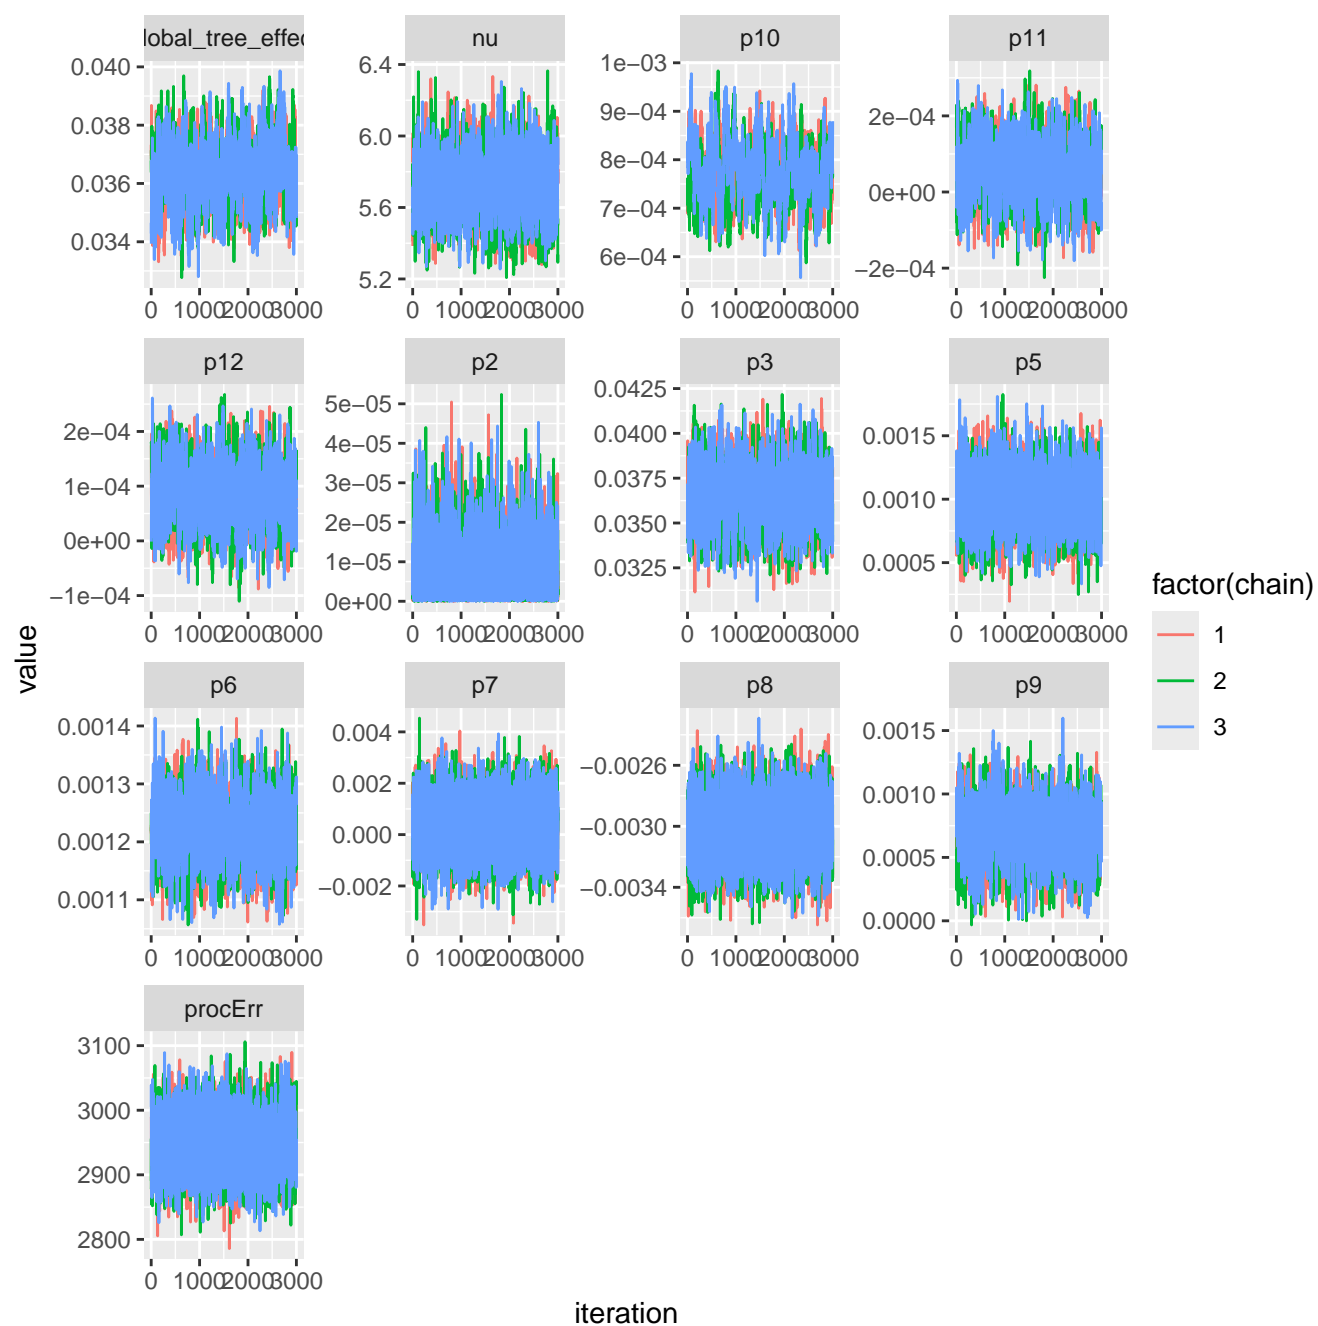 lobal_tree_effec nu p10 p11
0.040
0.038
0.036
0.034
6.4
6.0
5.6
5.2
1e−03
9e−04
8e−04
7e−04
6e−04
2e−04
0e+00
−2e−04
0 1000 2000 3000 0 1000 2000 3000 0 1000 2000 3000 0 1000 2000 3000
p12 p2 p3 p5
2e−04
1e−04
0e+00
−1e−04
5e−05
4e−05
3e−05
2e−05
1e−05
0e+00
0.0425
0.0400
0.0375
0.0350
0.0325
0.0015
0.0010
0.0005
0 1000 2000 3000 0 1000 2000 3000 0 1000 2000 3000 0 1000 2000 3000
p6 p7 p8 p9
0.0014
0.0013
0.0012
0.0011
0.004
0.002
0.000
−0.002
−0.0026
−0.0030
−0.0034
0.0015
0.0010
0.0005
0.0000
0 1000 2000 3000 0 1000 2000 3000 0 1000 2000 3000 0 1000 2000 3000
procErr
3100
3000
2900
2800
0 1000 2000 3000
iteration
value
factor(chain)
1
2
3